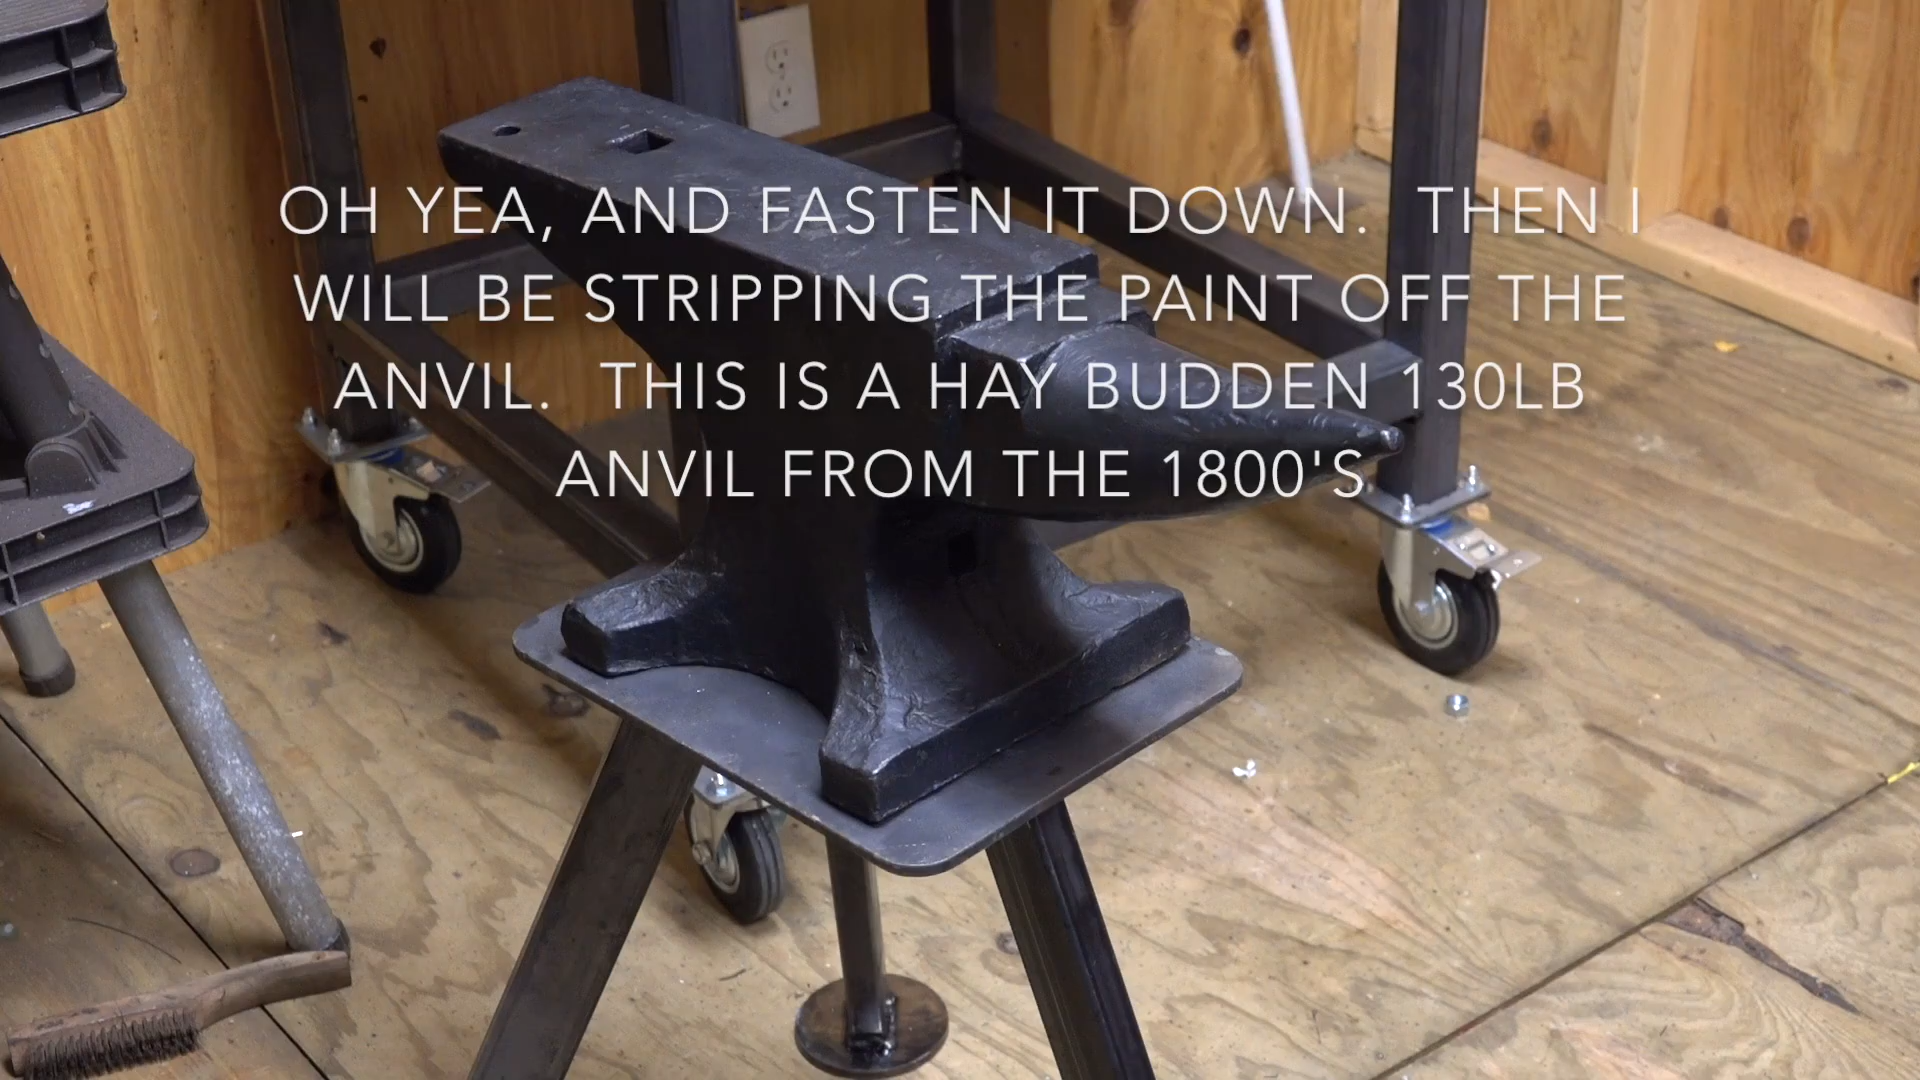 OH YEA, AND FASTEN IT DOWN. THEN I
WILL BE STRIPPING THE PAINT OFF THE
ANVIL. THIS IS A HAY BUDDEN 130LB
ANVIL FROM THE 1800'S